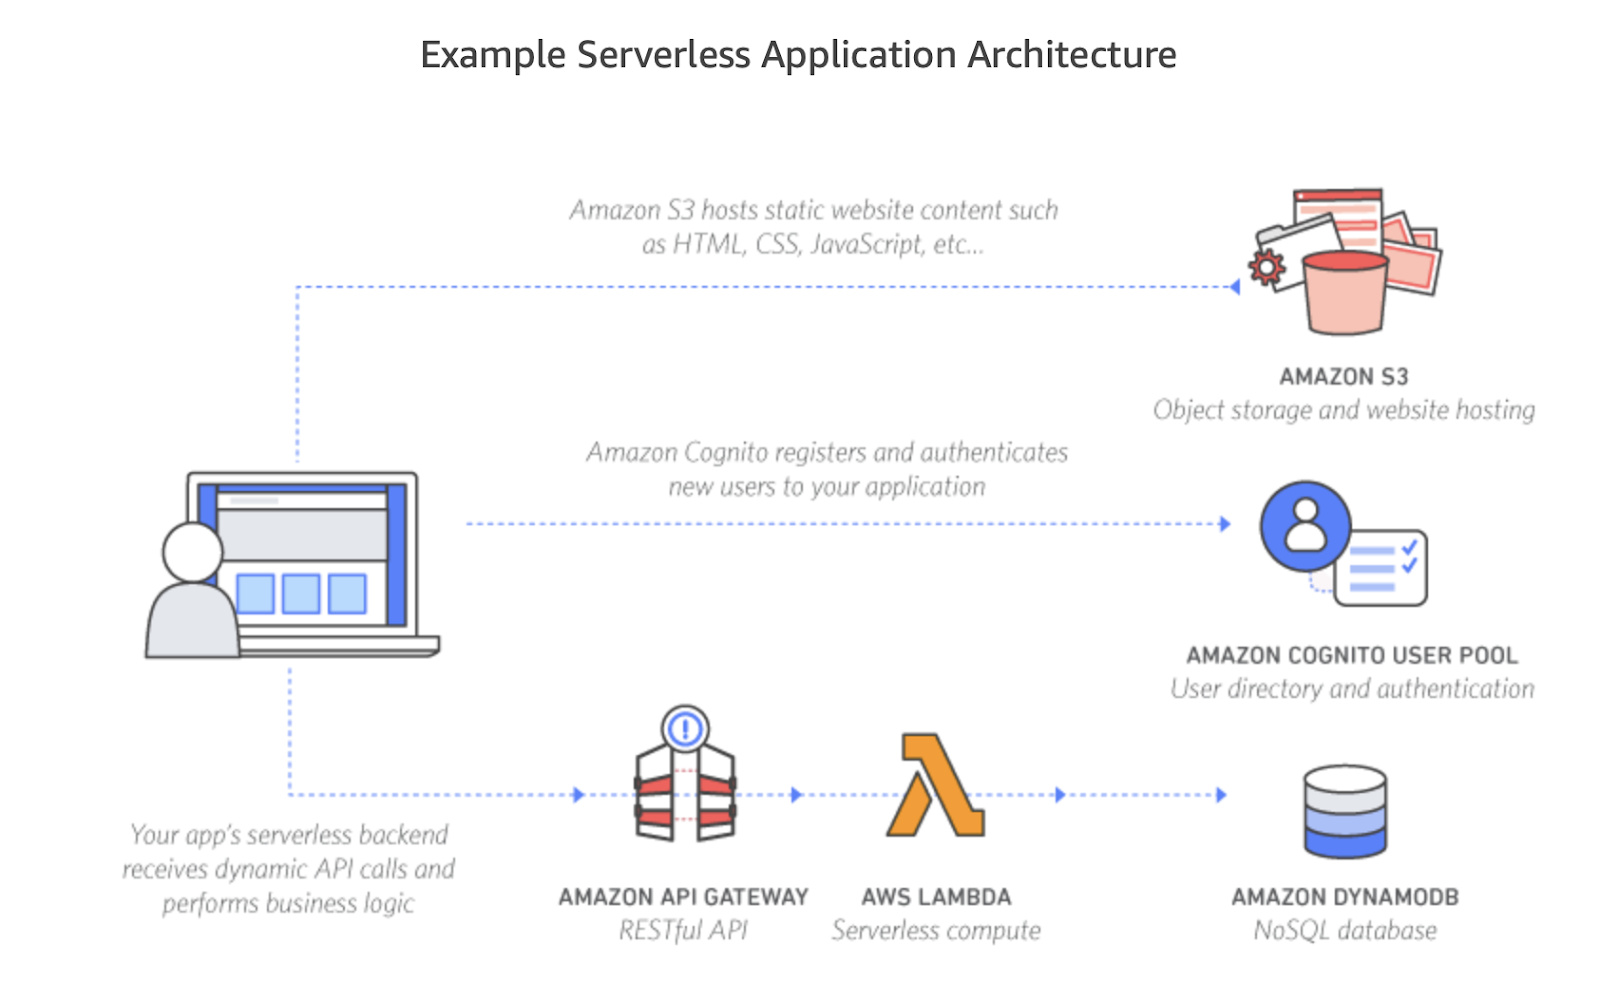 Example Serverless Application Architecture
Amazon S3 hosts static website content such
as HTML, CSS, JavaScript, etc...
AMAZON S3
Object storage and website hosting
Amazon Cognito registers and authenticates
new users to your application
AMAZON COGNITO USER POOL
User directory and authentication
Your app's serverless backend
receives dynamic API calls and
performs business logic
AMAZON API GATEWAY
RESTful API
AWS LAMBDA
Serverless compute
AMAZON DYNAMODB
NoSQL database